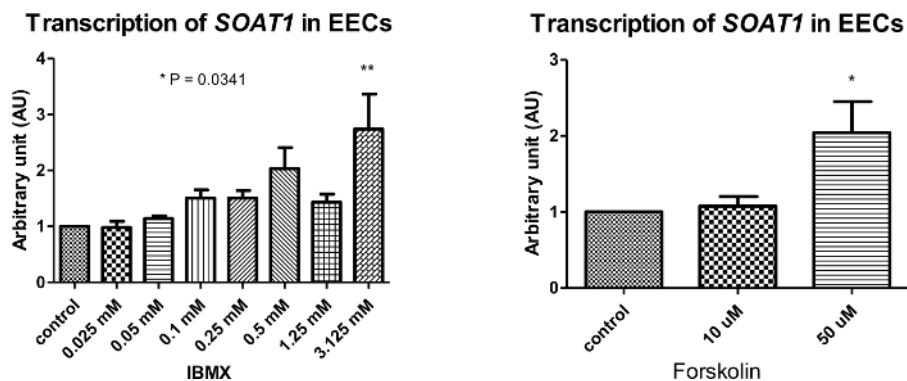 Transcription of SOAT1 in EECs
Arbitrary unit (AU)
4
3
2
1
0
* P = 0.0341
**
control
0.025 mM
0.05 mM
0.1 mM
0.25 mM
0.5 mM
1.25 mM
3.125 mM
IBMX
Transcription of SOAT1 in EECs
Arbitrary unit (AU)
3
2
1
0
*
control
10 uM
50 uM
Forskolin